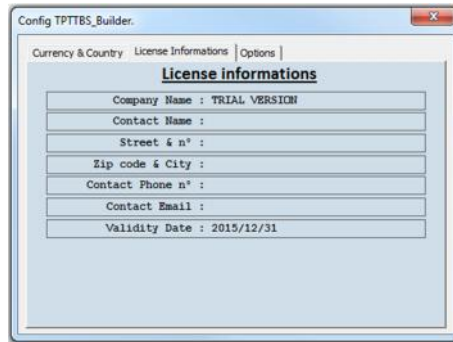 Config TPTTBS_Builder.
Currency & Country License Informations Options
License informations
Company Name : TRIAL VERSION
Contact Name :
Street & n° :
Zip code & City :
Contact Phone n° :
Contact Email :
Validity Date : 2015/12/31